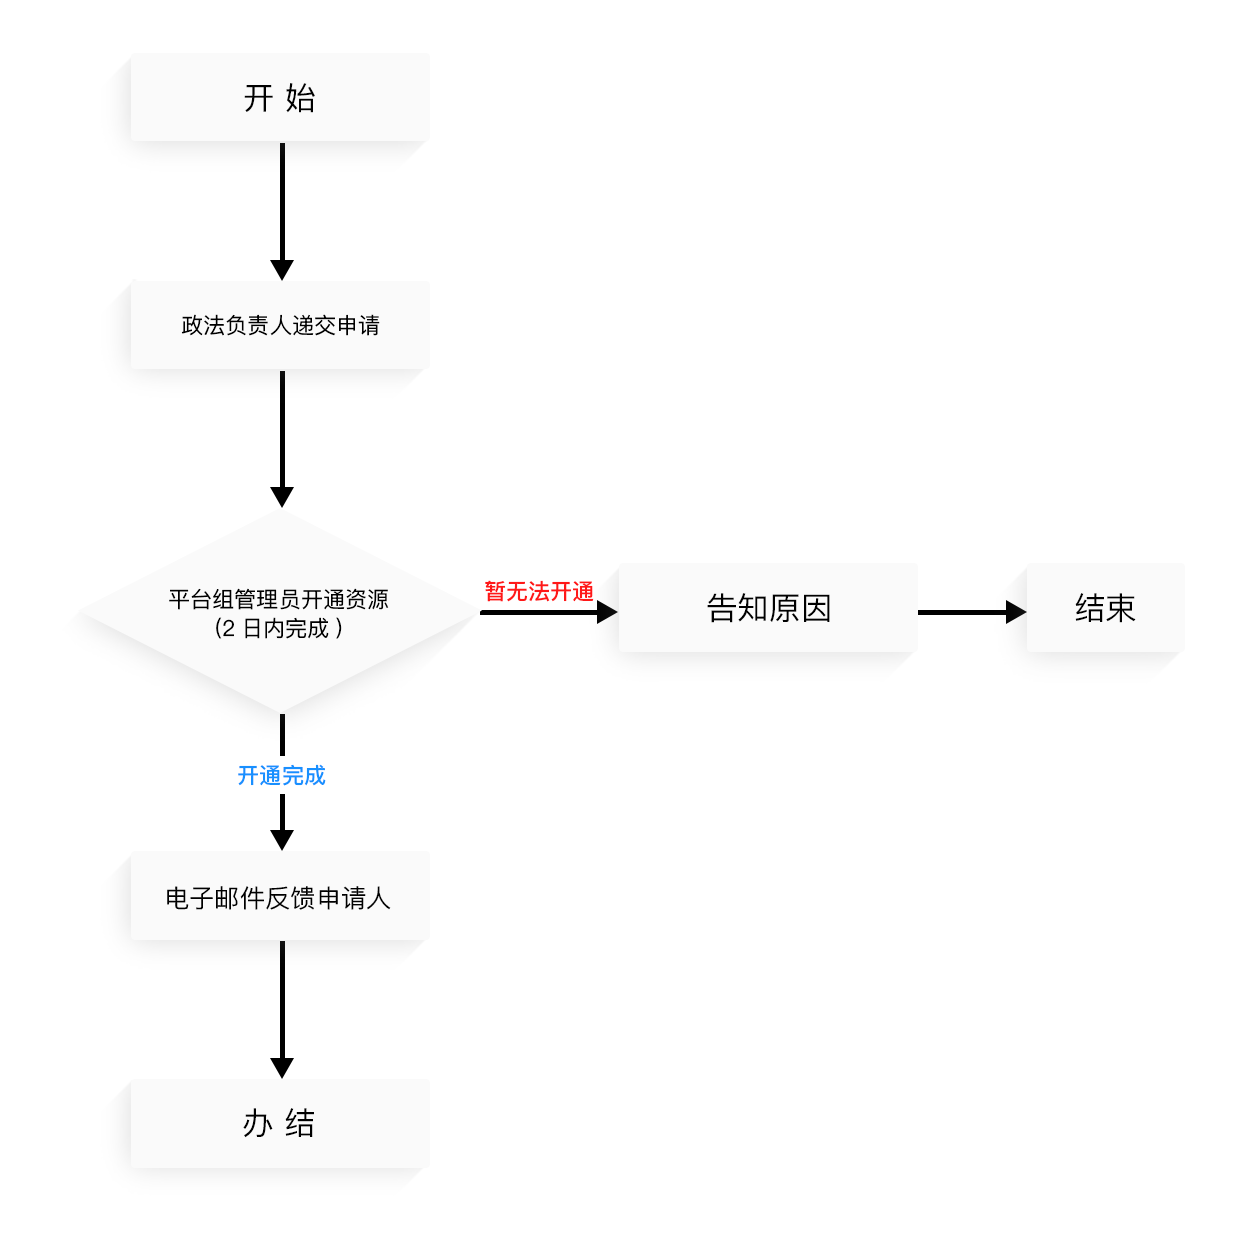 开 始
政法负责人递交申请
平台组管理员开通资源
(2 日内完成 )
暂无法开通
告知原因
结束
开通完成
电子邮件反馈申请人
办 结